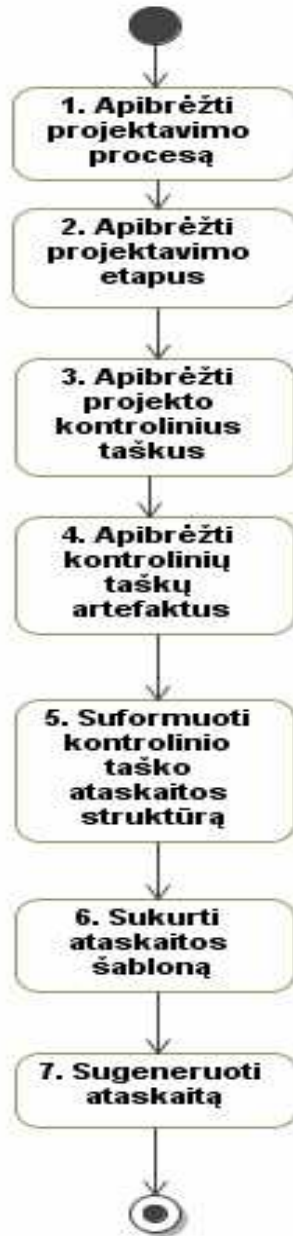 1. Apibrėžti
projektavimo
procesą
2. Apibrėžti
projektavimo
etapus
3. Apibrėžti
projekto
kontrolinius
taškus
4. Apibrėžti
kontrolinių
taškų
artefaktus
5. Suformuoti
kontrolinio
taško
ataskaitos
struktūrą
6. Sukurti
ataskaitos
šabloną
7. Sugeneruoti
ataskaitą